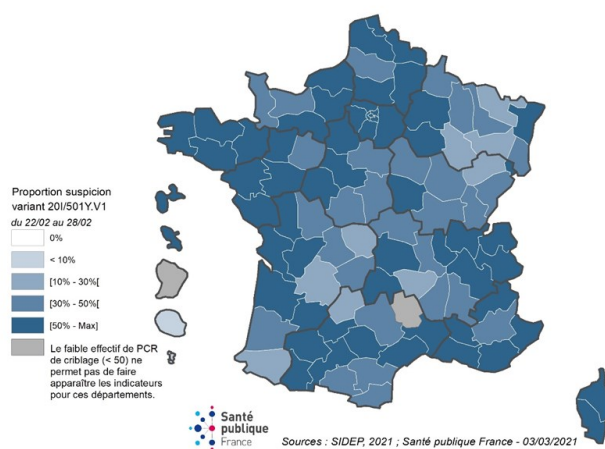 Proportion suspicion
variant 20I/501Y.V1
du 22/02 au 28/02
0%
< 10%
[10% - 30%[
[30% - 50%[
[50% - Max]
Le faible effectif de PCR
de criblage (< 50) ne
permet pas de faire
apparaître les indicateurs
pour ces départements.
Santé
publique
France
Sources : SIDEP, 2021 ; Santé publique France - 03/03/2021